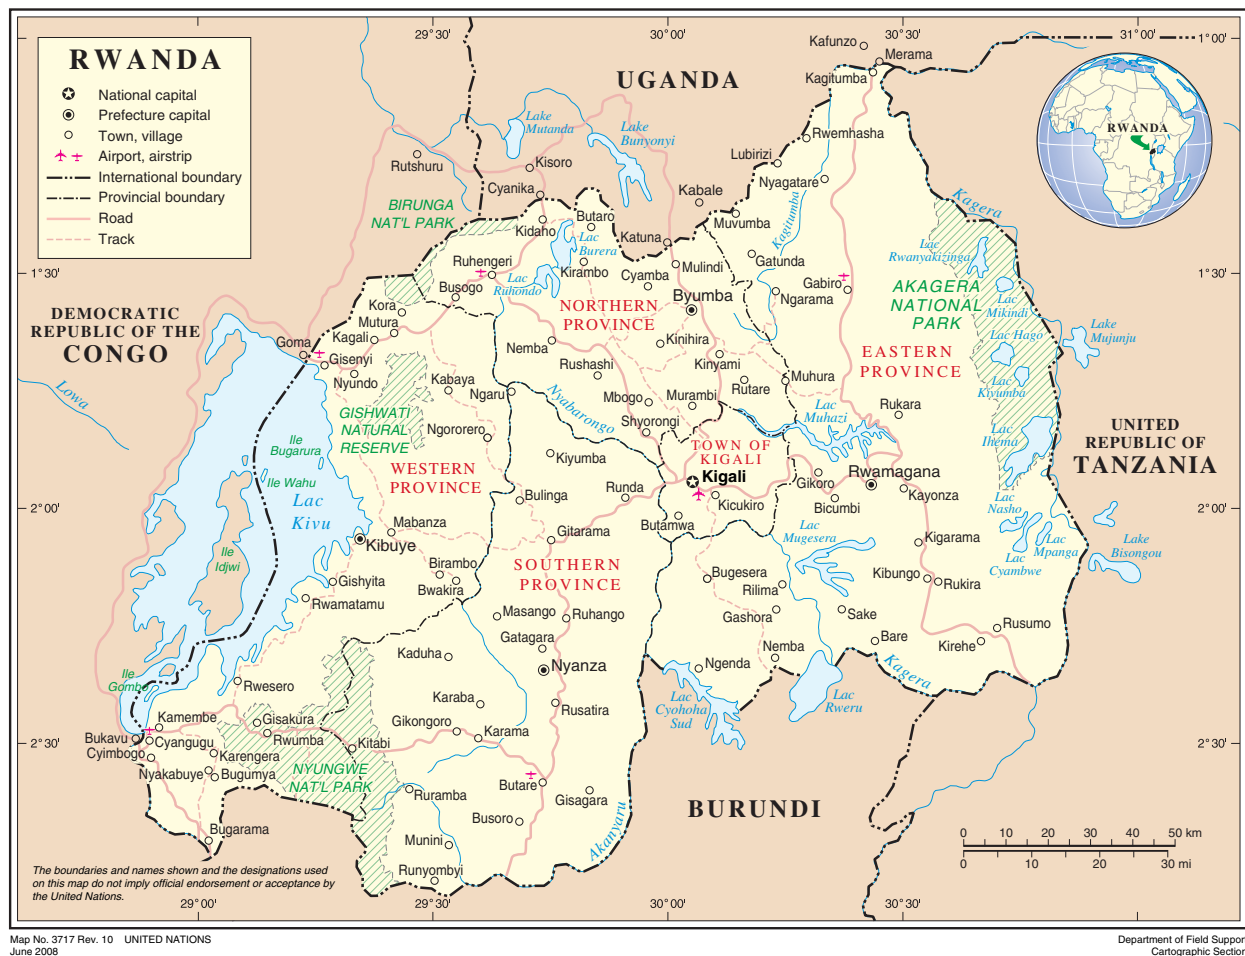 29°30'
30°00'
31°00'
1°00'
RWANDA
National capital
Prefecture capital
Town, village
Airport, airstrip
International boundary
Provincial boundary
Road
Track
UGANDA
Kafunzo
Merama
Kagitumba
RWANDA
Lake
Mutanda
Lake
Bunyonyi
Rwemhasha
Lubirizi
Rutshuru
Kisoro
Nyagatare
Cyanika
Kabale
Kagera
BIRUNGA
NAT'L PARK
Butaro
Kidaho
Muvumba
Kagitumba
Katuna
Lac
Burera
Lac
Rwanyakizinga
Ruhengeri
Kirambo
Cyamba
Mulindi
Gatunda
1°30'
1°30'
Lac
Ruhondo
Busogo
Gabiro
Ngarama
AKAGERA
NATIONAL
PARK
Byumba
NORTHERN
PROVINCE
Lac
Mikindi
Kora
Mutura
Kagali
DEMOCRATIC
REPUBLIC OF THE
CONGO
Goma
Gisenyi
Nyundo
Nemba
Kinihira
Lac Hago
Lake
Mujunju
EASTERN
PROVINCE
Rushashi
Kinyami
Lowa
Kabaya
Ngaru
Nyabarongo
Mbogo
Murambi
Rutare
Muhura
Lac
Kiyumba
GISHWATI
NATURAL
RESERVE
Shyorongi
Lac
Muhazi
Rukara
Ngororero
Lac
Ihema
UNITED
REPUBLIC OF
TANZANIA
Ile
Bugarura
TOWN OF
KIGALI
Kiyumba
WESTERN
PROVINCE
Ile Wahu
Kigali
Rwamagana
Runda
Gikoro
Lac
Kivu
Bulinga
Kicukiro
Bicumbi
Kayonza
Lac
Nasho
2°00'
2°00'
Mabanza
Butamwa
Kibuye
Gitarama
Lac
Mugesera
Kigarama
Lac
Mpanga
Lac
Cyambwe
Lake
Bisongou
Ile
Idjwi
SOUTHERN
PROVINCE
Birambo
Bwakira
Gishyita
Rwamatamu
Bugesera
Rilima
Kibungo
Rukira
Masango
Ruhango
Gashora
Sake
Gatagara
Rusumo
Kaduha
Nyanza
Nemba
Bare
Kirehe
Ngenda
Kagera
Ile
Gombo
Rwesero
Karaba
Rusatira
Lac
Cyohoha
Sud
Lac
Rweru
Kamembe
Gisakura
Gikongoro
Karama
Bukavu
Cyangugu
Rwumba
Kitabi
2°30'
2°30'
Cyimbogo
Karengera
Nyakabuye
Bugumya
NYUNGWE
NAT'L PARK
Butare
Ruramba
Gisagara
BURUNDI
Busoro
Bugarama
Munini
Akanyaru
Runyombyi
0 10 20 30 40 50 km
0 10 20 30 mi
The boundaries and names shown and the designations used
on this map do not imply official endorsement or acceptance by
the United Nations.
29°00'
29°30'
30°00'
30°30'
Map No. 3717 Rev. 10 UNITED NATIONS
June 2008
Department of Field Support
Cartographic Section
30°30'